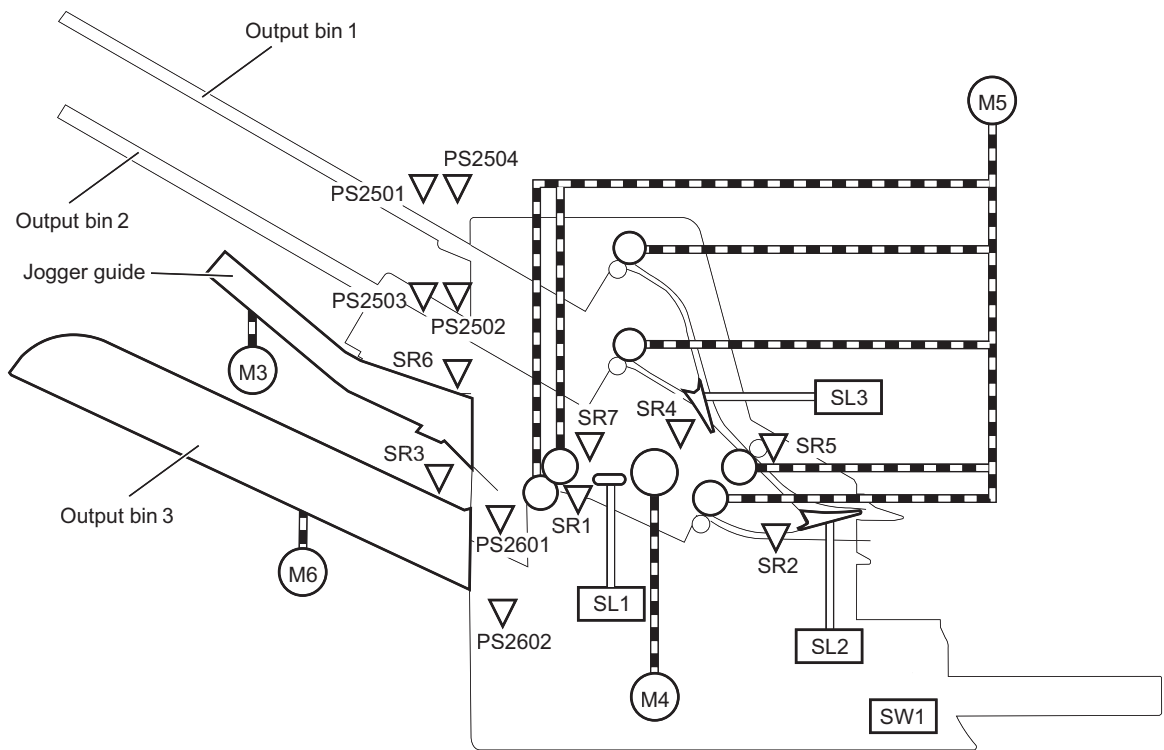 Output bin 1
M5
PS2504
PS2501
Output bin 2
Jogger guide
PS2503
PS2502
SR6
M3
SL3
SR7
SR4
SR5
SR3
Output bin 3
SR1
PS2601
SR2
M6
SL1
PS2602
SL2
M4
SW1